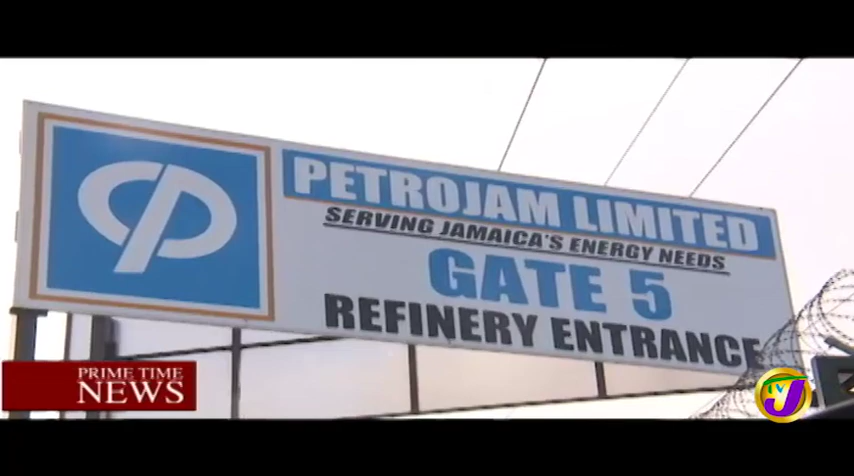 PETROJAM LIMITED
SERVING JAMAICA'S ENERGY NEEDS
GATE 5
REFINERY ENTRANCE
PRIME TIME
NEWS
TVJ